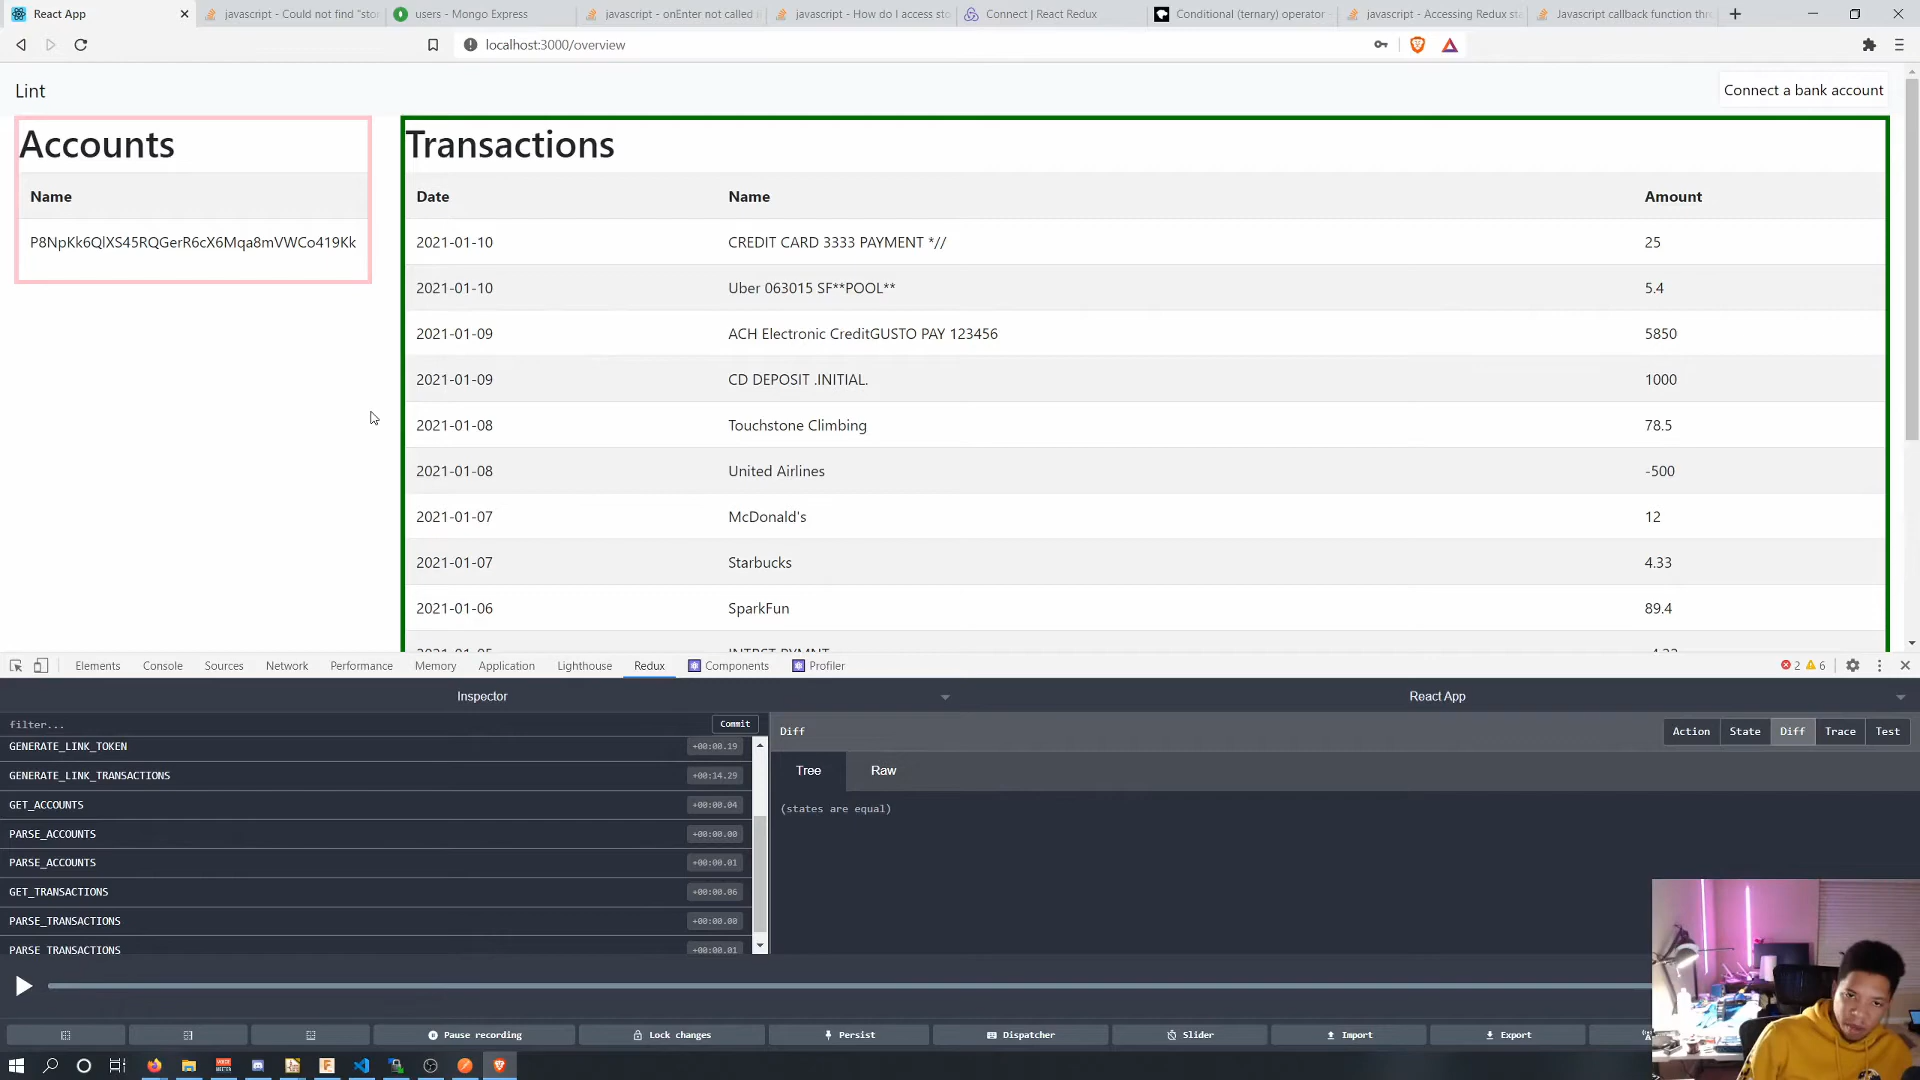 React App
javascript - Could not find "sto
users - Mongo Express
javascript - onEnter not called i
javascript - How do I access sto
Connect | React Redux
Conditional (ternary) operator
javascript - Accessing Redux sta
Javascript callback function thr
localhost:3000/overview
Lint
Connect a bank account
Accounts
Name
P8NpKk6QlXS45RQGerR6cX6Mqa8mVWCo419Kk
Transactions
Date Name Amount
2021-01-10 CREDIT CARD 3333 PAYMENT *// 25
2021-01-10 Uber 063015 SF**POOL** 5.4
2021-01-09 ACH Electronic CreditGUSTO PAY 123456 5850
2021-01-09 CD DEPOSIT .INITIAL. 1000
2021-01-08 Touchstone Climbing 78.5
2021-01-08 United Airlines -500
2021-01-07 McDonald's 12
2021-01-07 Starbucks 4.33
2021-01-06 SparkFun 89.4
Elements Console Sources Network Performance Memory Application Lighthouse Redux Components Profiler 2 6
Inspector React App
filter... Commit
GENERATE_LINK_TOKEN +00:00.19
GENERATE_LINK_TRANSACTIONS +00:14.29
GET_ACCOUNTS +00:00.04
PARSE_ACCOUNTS +00:00.00
PARSE_ACCOUNTS +00:00.01
GET_TRANSACTIONS +00:00.06
PARSE_TRANSACTIONS +00:00.00
PARSE_TRANSACTIONS +00:00.01
Diff Action State Diff Trace Test
Tree Raw
(states are equal)
Pause recording Lock changes Persist Dispatcher Slider Import Export